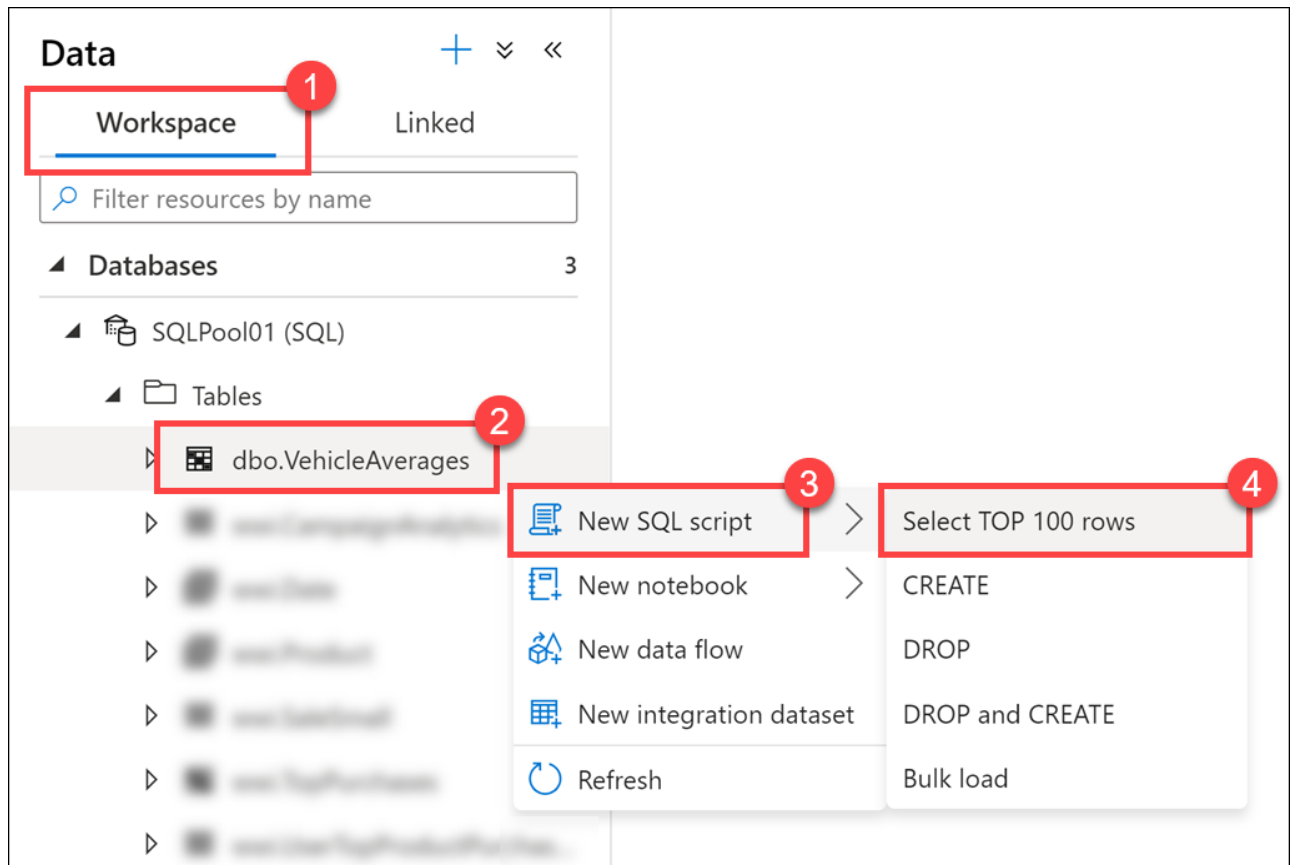 Data
1
Workspace
Linked
Filter resources by name
Databases
3
SQLPool01 (SQL)
Tables
2
dbo.VehicleAverages
3
New SQL script
New notebook
New data flow
New integration dataset
Refresh
4
Select TOP 100 rows
CREATE
DROP
DROP and CREATE
Bulk load